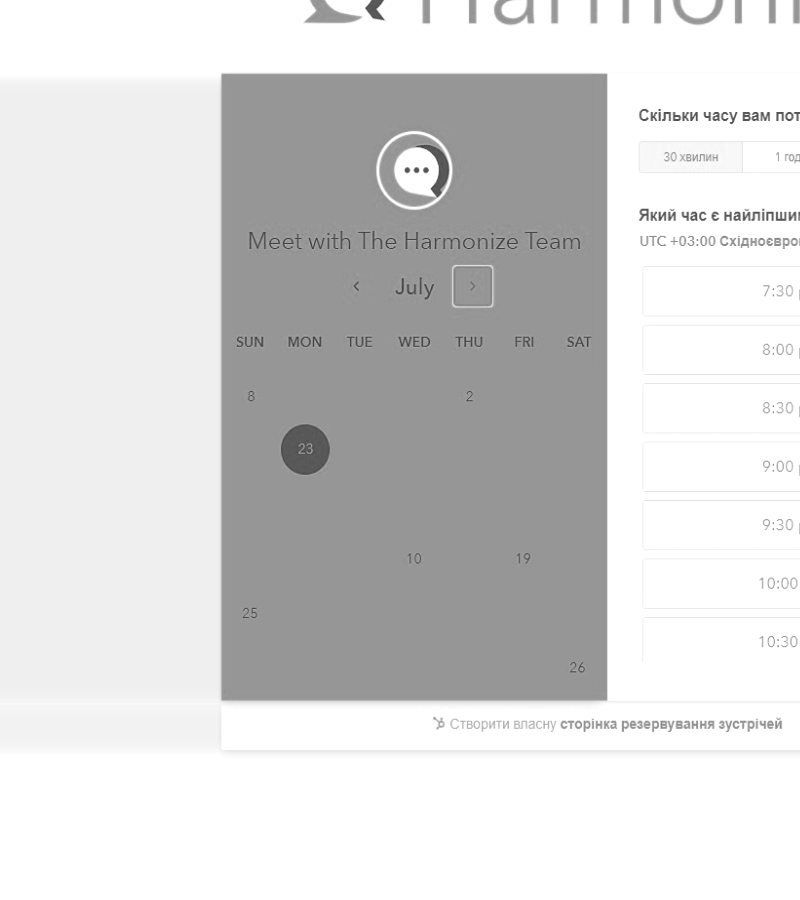 Harmoni
Meet with The Harmonize Team
July
SUN MON TUE WED THU FRI SAT
8 2
23
10 19
25
26
Скільки часу вам пот
30 хвилин 1 год
Який час є найліпшим
UTC +03:00 Східноєвроп
7:30
8:00
8:30
9:00
9:30
10:00
10:30
Створити власну сторінка резервування зустрічей